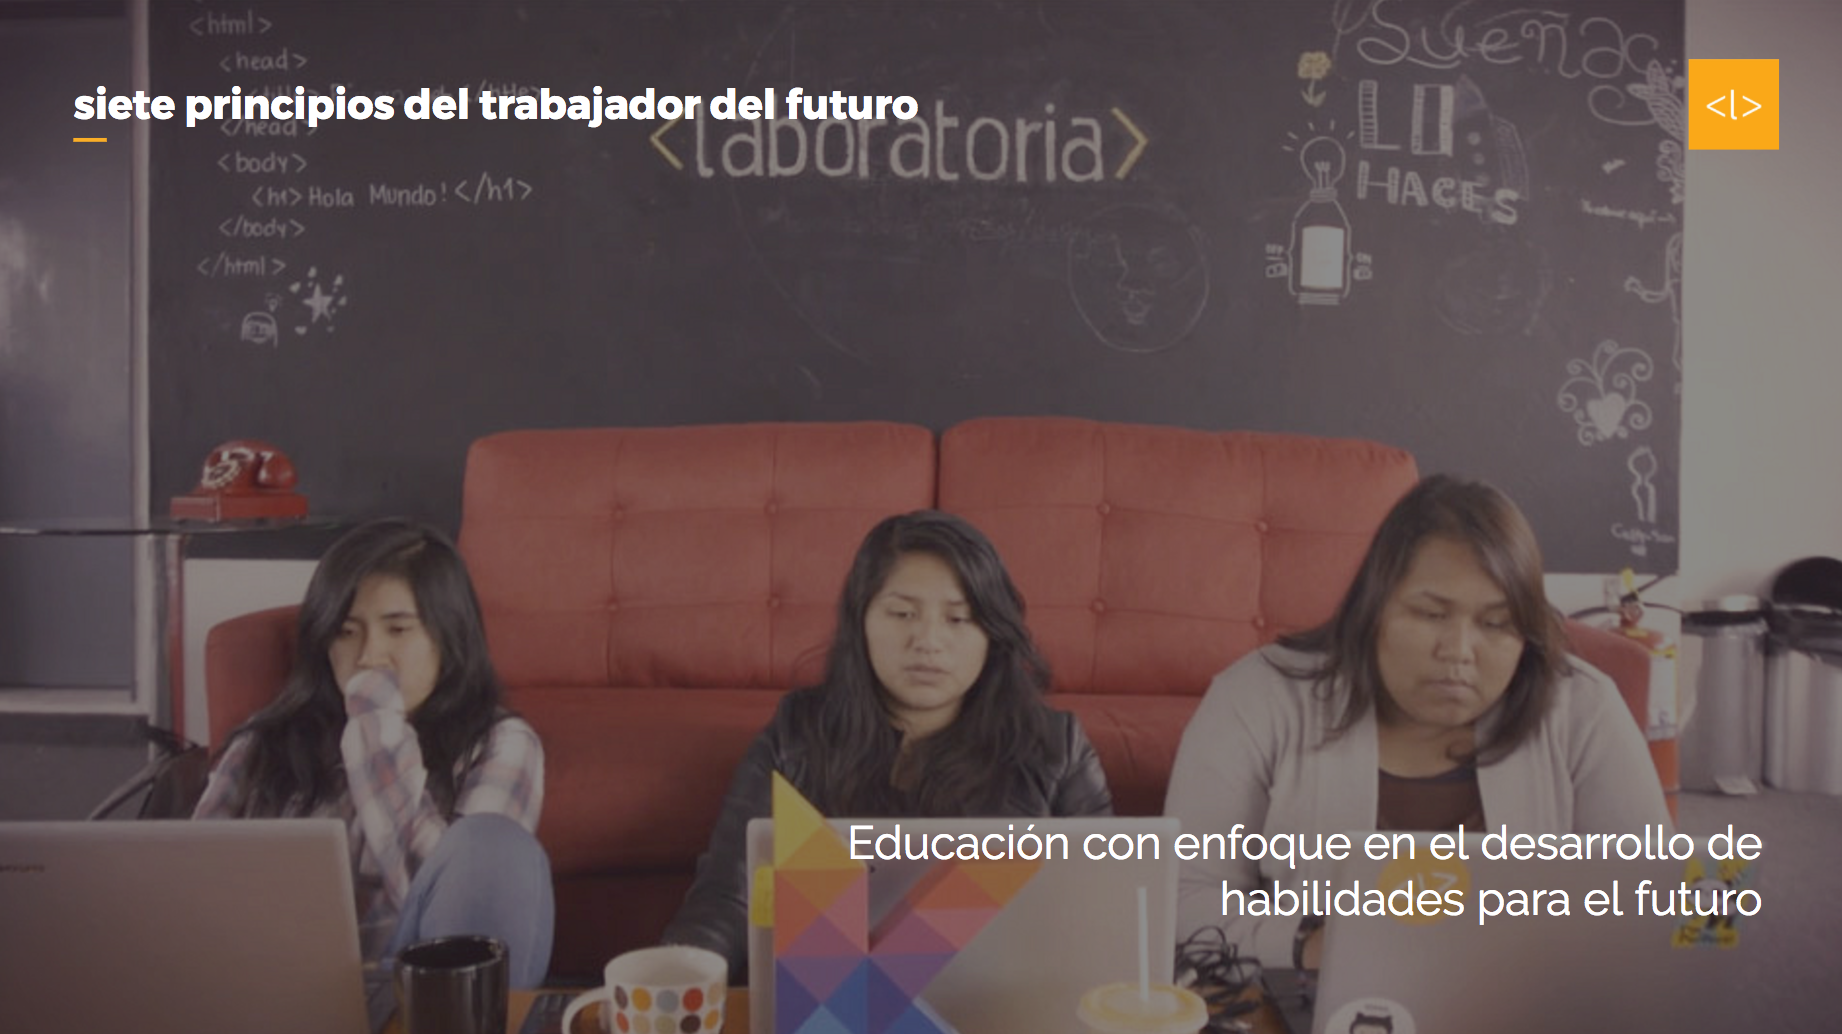 <html>
<head>
siete principios del trabajador del futuro
</head>
<body>
<h1>Hola Mundo!</h1>
</body>
</html>
<laboratoria>
Sueña
LO
HACES
<l>
Educación con enfoque en el desarrollo de
habilidades para el futuro